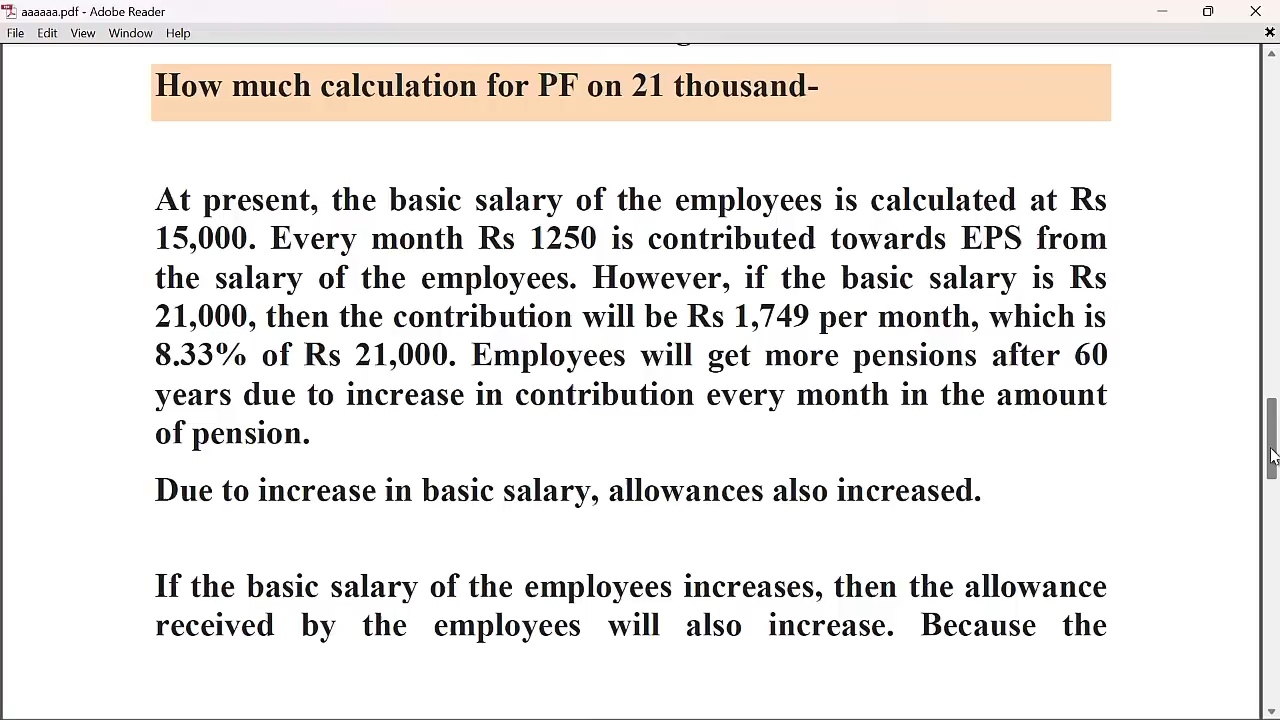 aaaaaa.pdf - Adobe Reader
File Edit View Window Help
How much calculation for PF on 21 thousand-
At present, the basic salary of the employees is calculated at Rs
15,000. Every month Rs 1250 is contributed towards EPS from
the salary of the employees. However, if the basic salary is Rs
21,000, then the contribution will be Rs 1,749 per month, which is
8.33% of Rs 21,000. Employees will get more pensions after 60
years due to increase in contribution every month in the amount
of pension.
Due to increase in basic salary, allowances also increased.
If the basic salary of the employees increases, then the allowance
received by the employees will also increase. Because the